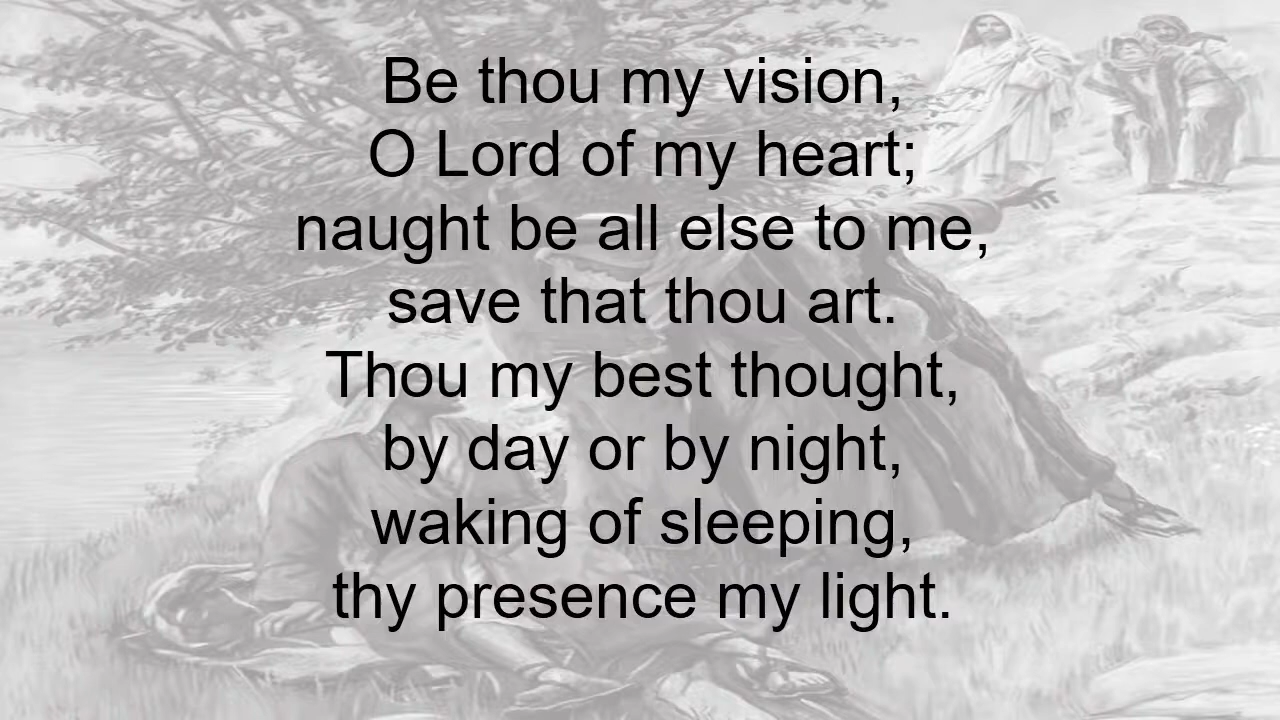 Be thou my vision,
O Lord of my heart;
naught be all else to me,
save that thou art.
Thou my best thought,
by day or by night,
waking of sleeping,
thy presence my light.